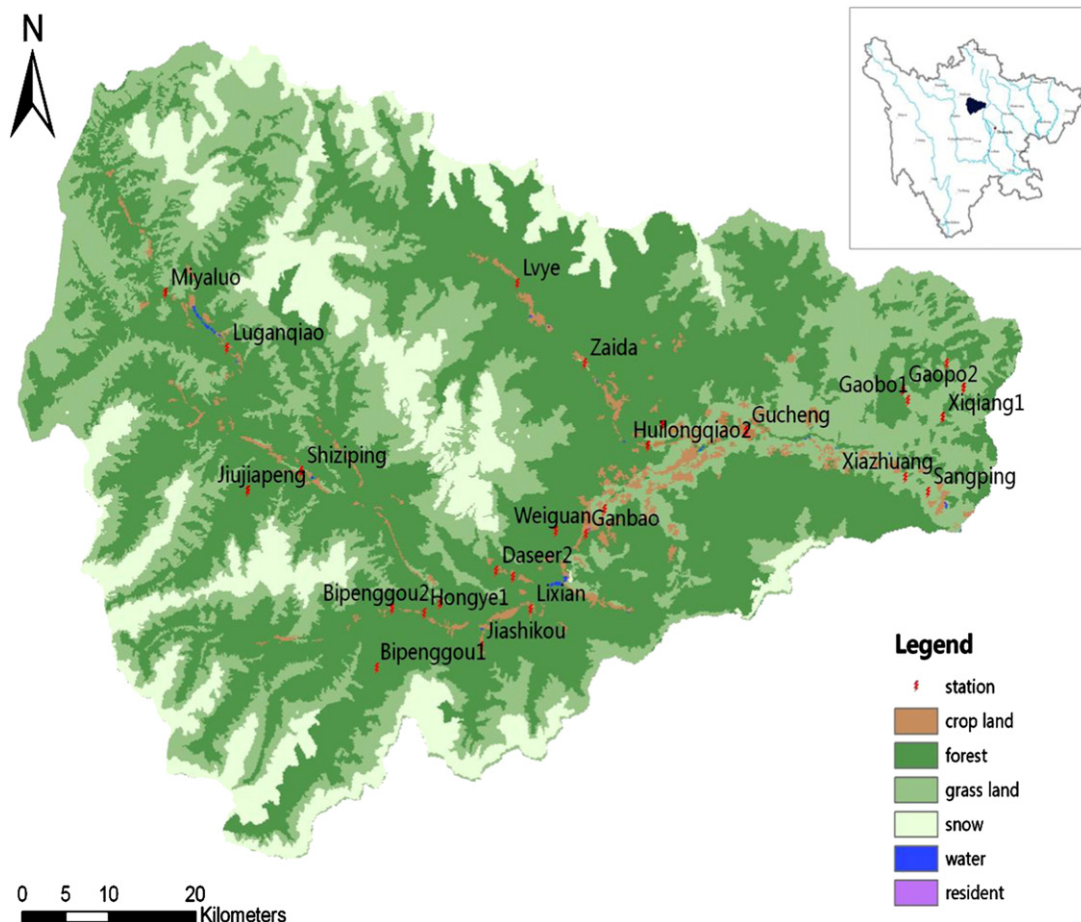 N
Miyaluo
Luganqiao
Lvye
Zaida
Gaobo1
Gaopo2
Xiqiang1
Huilongqiao2
Gucheng
Shiziping
Jiujiapeng
Xiazhuang
Sangping
Weiguan
Ganbao
Daseer2
Bipenggou2
Hongye1
Lixian
Jiashikou
Bipenggou1
Legend
station
crop land
forest
grass land
snow
water
resident
0 5 10 20
Kilometers